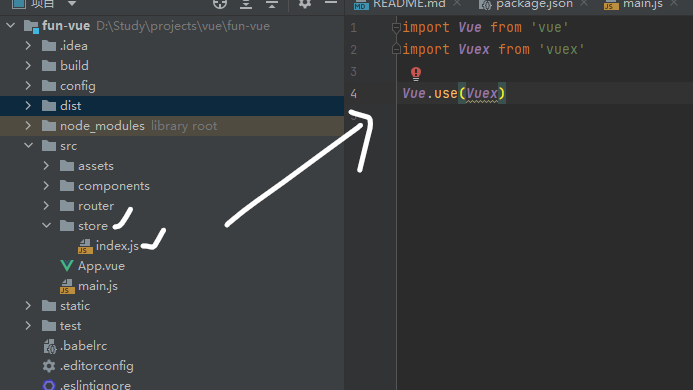 项目
fun-vue D:\Study\projects\vue\fun-vue
.idea
build
config
dist
node_modules library root
src
assets
components
router
store
index.js
App.vue
main.js
static
test
.babelrc
.editorconfig
.eslintignore
README.md
package.json
main.js
1 import Vue from 'vue'
2 import Vuex from 'vuex'
3
4 Vue.use(Vuex)